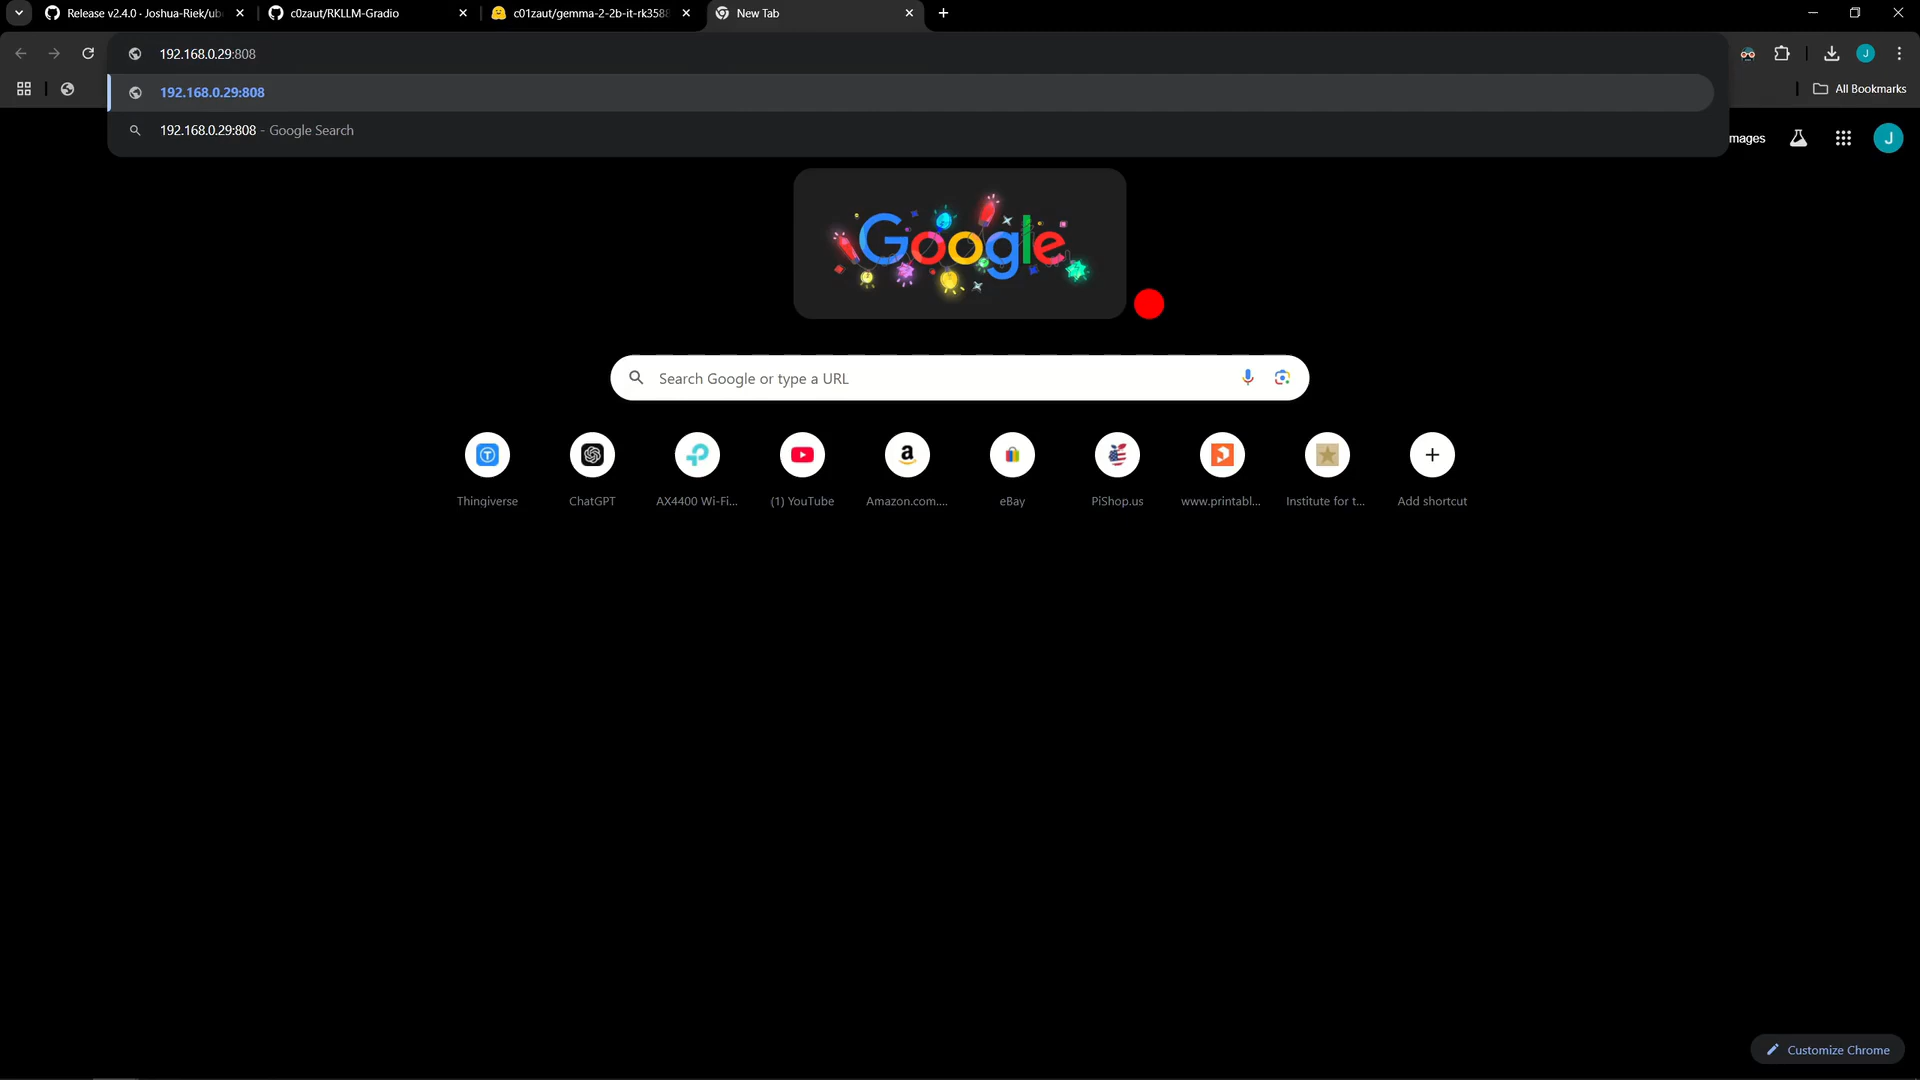 Release v2.4.0 · Joshua-Riek/ub
c0zaut/RKLLM-Gradio
c01zaut/gemma-2-2b-it-rk3588
New Tab
192.168.0.29:808
J
192.168.0.29:808
All Bookmarks
192.168.0.29:808 - Google Search
mages
J
Google
Search Google or type a URL
Thingiverse
ChatGPT
AX4400 Wi-Fi...
(1) YouTube
Amazon.com....
eBay
PiShop.us
www.printabl...
Institute for t...
Add shortcut
Customize Chrome